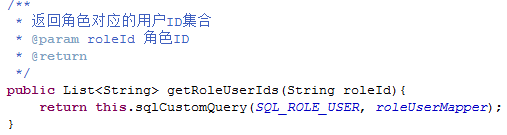 /**
 * 返回角色对应的用户ID集合
 * @param roleId 角色ID
 * @return
 */
public List<String> getRoleUserIds(String roleId){
    return this.sqlCustomQuery(SQL_ROLE_USER, roleUserMapper);
}